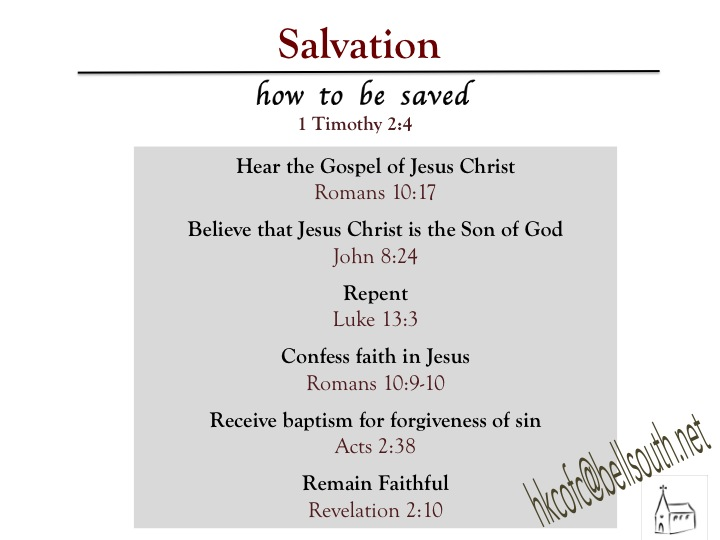 Salvation
how to be saved
1 Timothy 2:4
Hear the Gospel of Jesus Christ
Romans 10:17
Believe that Jesus Christ is the Son of God
John 8:24
Repent
Luke 13:3
Confess faith in Jesus
Romans 10:9-10
Receive baptism for forgiveness of sin
Acts 2:38
Remain Faithful
Revelation 2:10
hkcofc@bellsouth.net